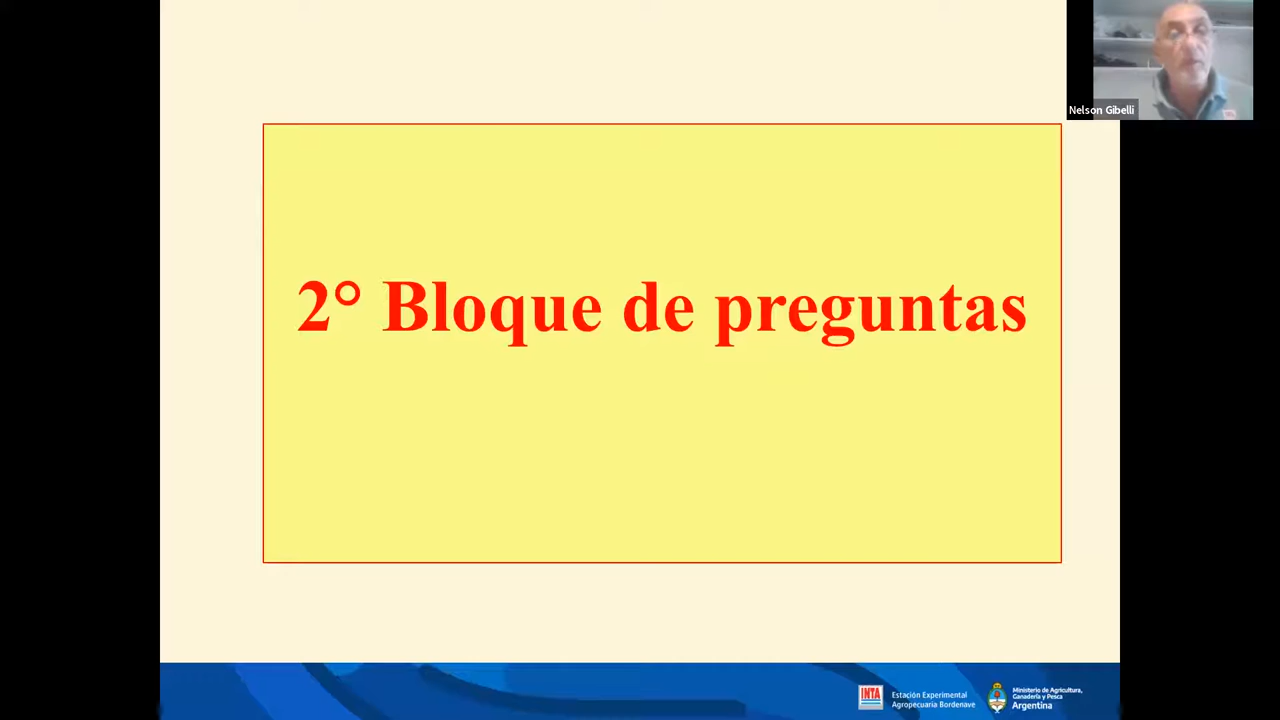 Nelson Gibelli
2° Bloque de preguntas
INTA
Estación Experimental
Agropecuaria Bordenave
Ministerio de Agricultura,
Ganadería y Pesca
Argentina